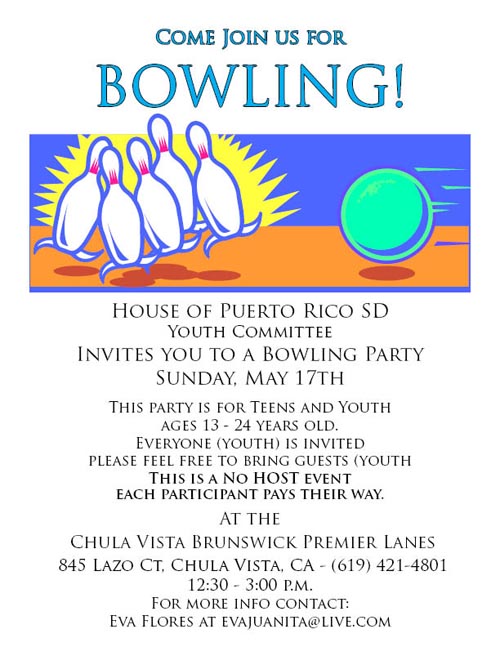 Come Join us for
BOWLING!
House of Puerto Rico SD
Youth Committee
Invites you to a Bowling Party
Sunday, May 17th
This party is for Teens and Youth
ages 13 - 24 years old.
Everyone (youth) is invited
please feel free to bring guests (youth
This is a No HOST event
each participant pays their way.
At the
Chula Vista Brunswick Premier Lanes
845 Lazo Ct, Chula Vista, CA - (619) 421-4801
12:30 - 3:00 p.m.
For more info contact:
Eva Flores at evajuanita@live.com